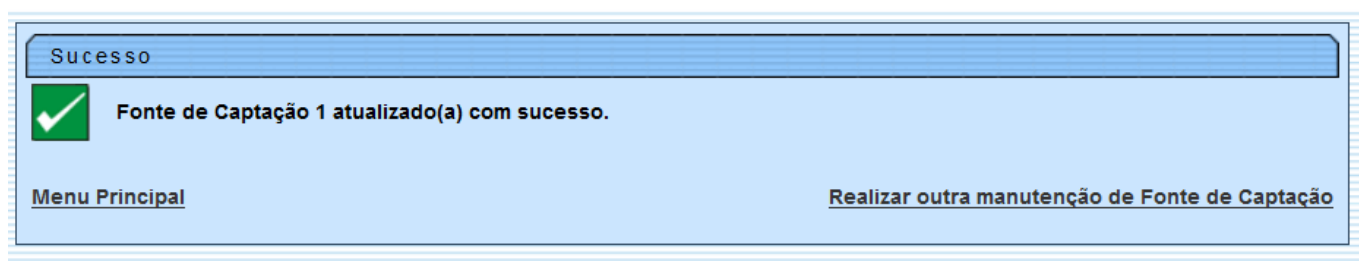 Sucesso
Fonte de Captação 1 atualizado(a) com sucesso.
Menu Principal
Realizar outra manutenção de Fonte de Captação